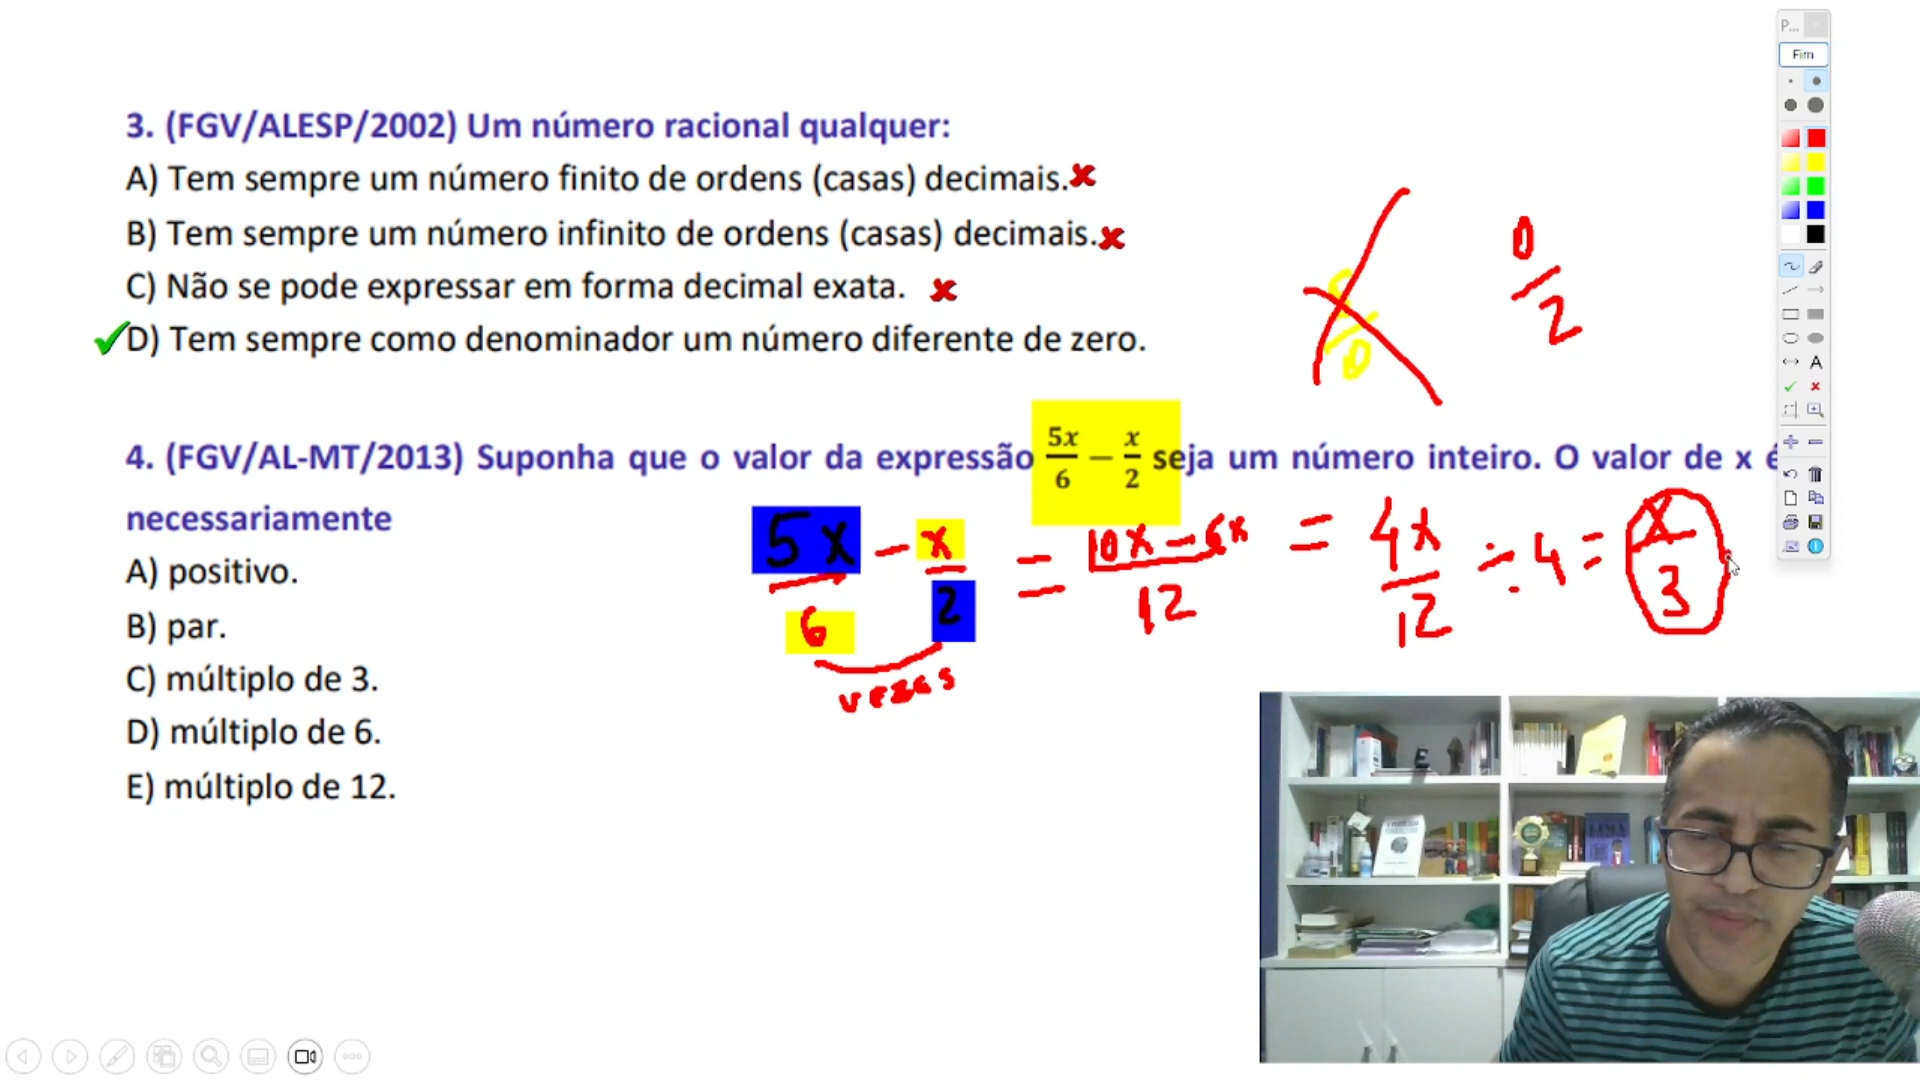 P...
Fim
3. (FGV/ALESP/2002) Um número racional qualquer:
A) Tem sempre um número finito de ordens (casas) decimais.
B) Tem sempre um número infinito de ordens (casas) decimais.
C) Não se pode expressar em forma decimal exata.
D) Tem sempre como denominador um número diferente de zero.
0/2
4. (FGV/AL-MT/2013) Suponha que o valor da expressão 5x/6 − x/2 seja um número inteiro. O valor de x é
necessariamente
5x/6 − x/2 = 10x − 6x/12 = 4x/12 ÷ 4 = x/3
vezes
A) positivo.
B) par.
C) múltiplo de 3.
D) múltiplo de 6.
E) múltiplo de 12.